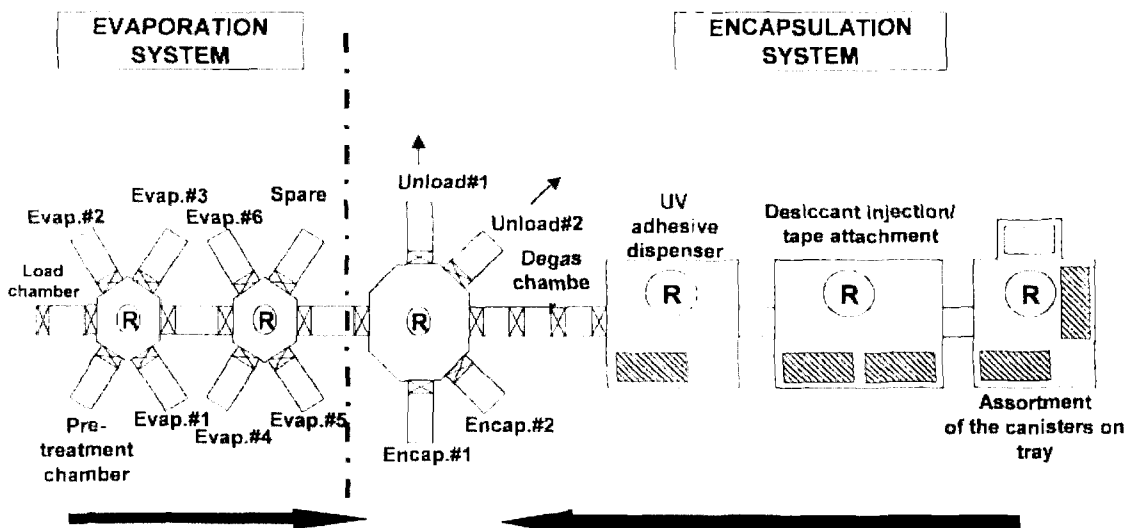 EVAPORATION
SYSTEM
ENCAPSULATION
SYSTEM
Unload#1
Unload#2
Evap.#3
Spare
Evap.#2
Evap.#6
UV
adhesive
dispenser
Desiccant injection/
tape attachment
Load
chamber
Degas
chambe
R
R
R
R
R
R
Pre-
treatment
chamber
Evap.#1
Evap.#4
Evap.#5
Encap.#2
Encap.#1
Assortment
of the canisters on
tray